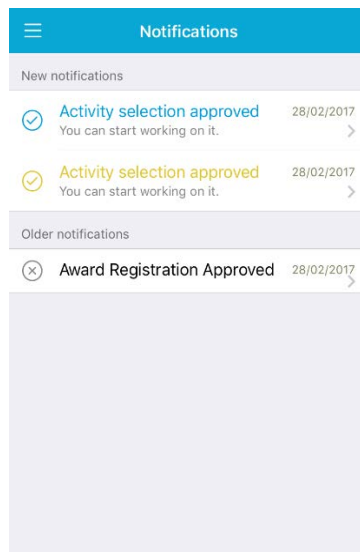 Notifications
New notifications
Activity selection approved 28/02/2017
You can start working on it.
Activity selection approved 28/02/2017
You can start working on it.
Older notifications
Award Registration Approved 28/02/2017